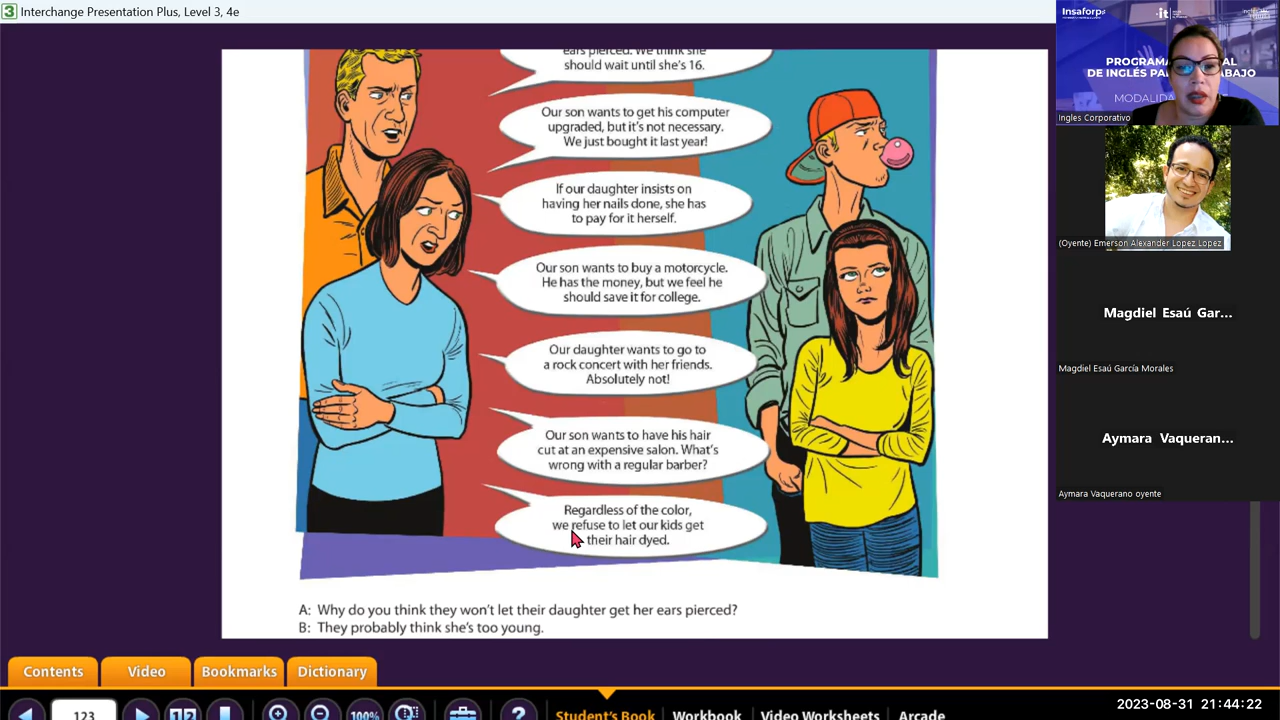 Interchange Presentation Plus, Level 3, 4e
ears pierced. We think she
should wait until she's 16.
Our son wants to get his computer
upgraded, but it's not necessary.
We just bought it last year!
If our daughter insists on
having her nails done, she has
to pay for it herself.
Our son wants to buy a motorcycle.
He has the money, but we feel he
should save it for college.
Our daughter wants to go to
a rock concert with her friends.
Absolutely not!
Our son wants to have his hair
cut at an expensive salon. What's
wrong with a regular barber?
Regardless of the color,
we refuse to let our kids get
their hair dyed.
A: Why do you think they won't let their daughter get her ears pierced?
B: They probably think she's too young.
Contents
Video
Bookmarks
Dictionary
123
100%
?
Student's Book
Workbook
Video Worksheets
Arcade
Insaforp
it
DE INGLÉS
MODALIDA
Ingles Corporativo
(Oyente) Emerson Alexander Lopez Lopez
Magdiel Esaú Gar...
Magdiel Esaú García Morales
Aymara Vaqueran...
Aymara Vaquerano oyente
2023-08-31 21:44:22